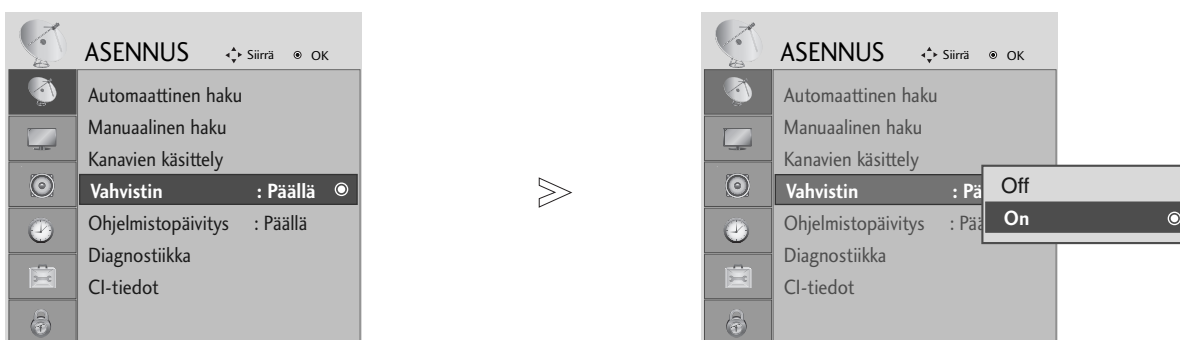 ASENNUS Siirrä OK
Automaattinen haku
Manuaalinen haku
Kanavien käsittely
Vahvistin : Päällä
Ohjelmistopäivitys : Päällä
Diagnostiikka
CI-tiedot
ASENNUS Siirrä OK
Automaattinen haku
Manuaalinen haku
Kanavien käsittely
Vahvistin : Pä
Ohjelmistopäivitys : Pää
Diagnostiikka
CI-tiedot
Off
On